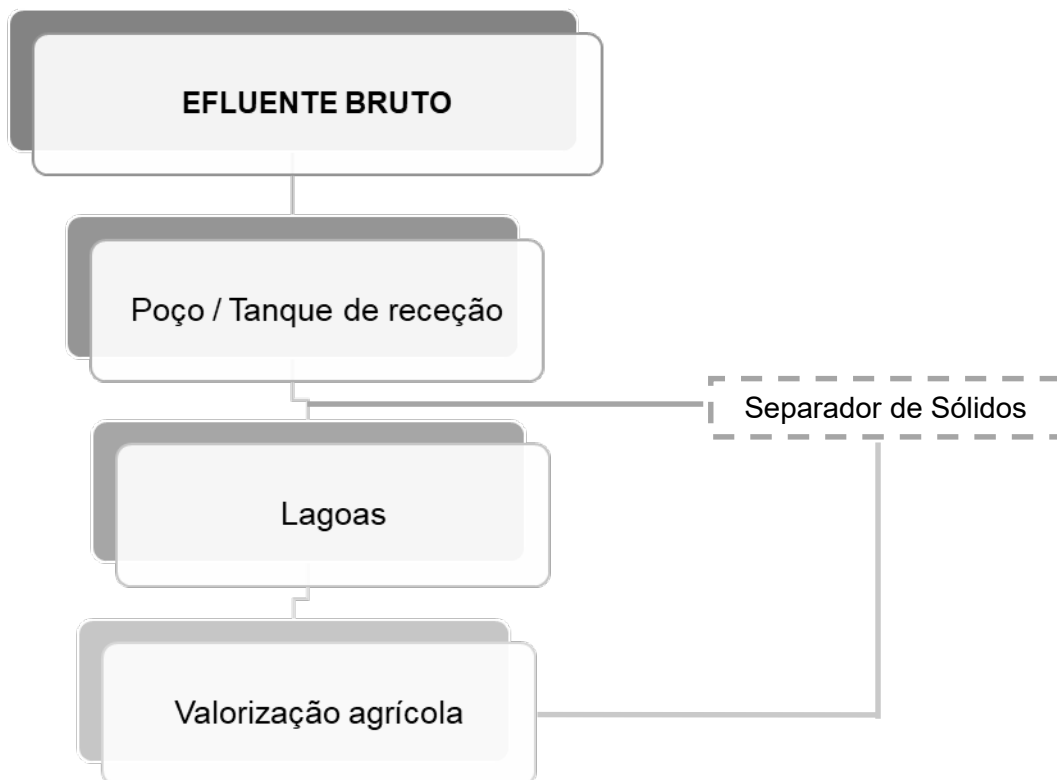 EFLUENTE BRUTO
Poço / Tanque de receção
Separador de Sólidos
Lagoas
Valorização agrícola